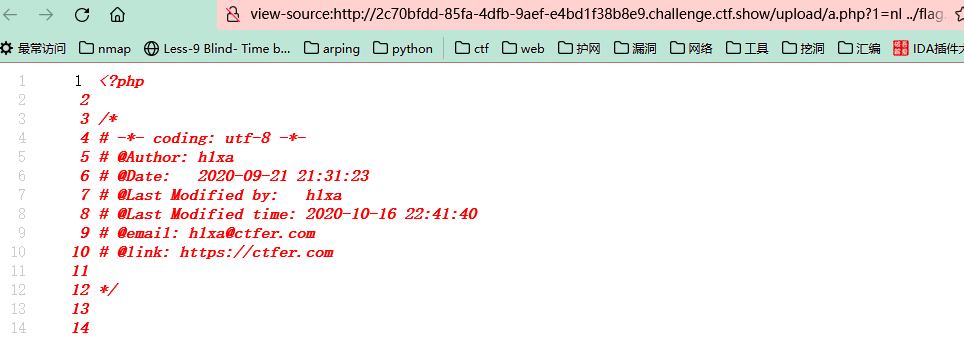 view-source:http://2c70bfdd-85fa-4dfb-9aef-e4bd1f38b8e9.challenge.ctf.show/upload/a.php?1=nl ../flag.
最常访问 nmap Less-9 Blind- Time b... arping python ctf web 护网 漏洞 网络 工具 挖洞 汇编 IDA插件大
1 1 <?php
2 2
3 3 /*
4 4 # -*- coding: utf-8 -*-
5 5 # @Author: h1xa
6 6 # @Date:   2020-09-21 21:31:23
7 7 # @Last Modified by:   h1xa
8 8 # @Last Modified time: 2020-10-16 22:41:40
9 9 # @email: h1xa@ctfer.com
10 10 # @link: https://ctfer.com
11 11
12 12 */
13 13
14 14